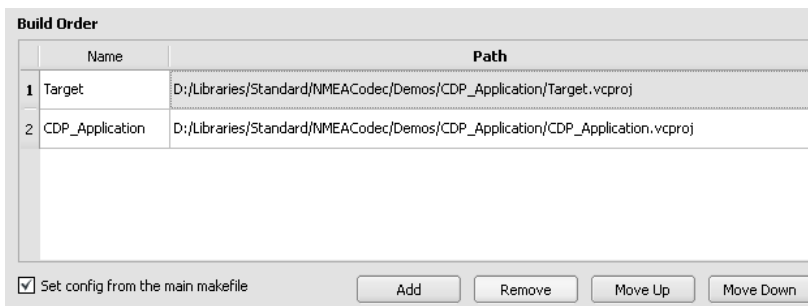 Build Order
Name Path
1 Target D:/Libraries/Standard/NMEACodec/Demos/CDP_Application/Target.vcproj
2 CDP_Application D:/Libraries/Standard/NMEACodec/Demos/CDP_Application/CDP_Application.vcproj
Set config from the main makefile Add Remove Move Up Move Down